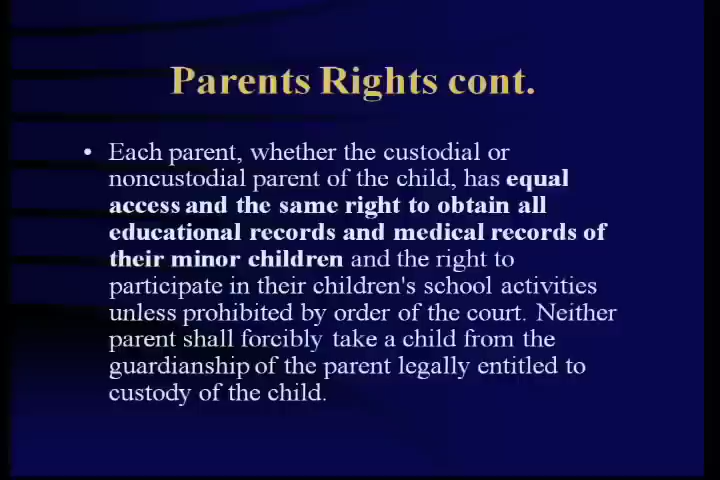 Parents Rights cont.
• Each parent, whether the custodial or
noncustodial parent of the child, has equal
access and the same right to obtain all
educational records and medical records of
their minor children and the right to
participate in their children's school activities
unless prohibited by order of the court. Neither
parent shall forcibly take a child from the
guardianship of the parent legally entitled to
custody of the child.